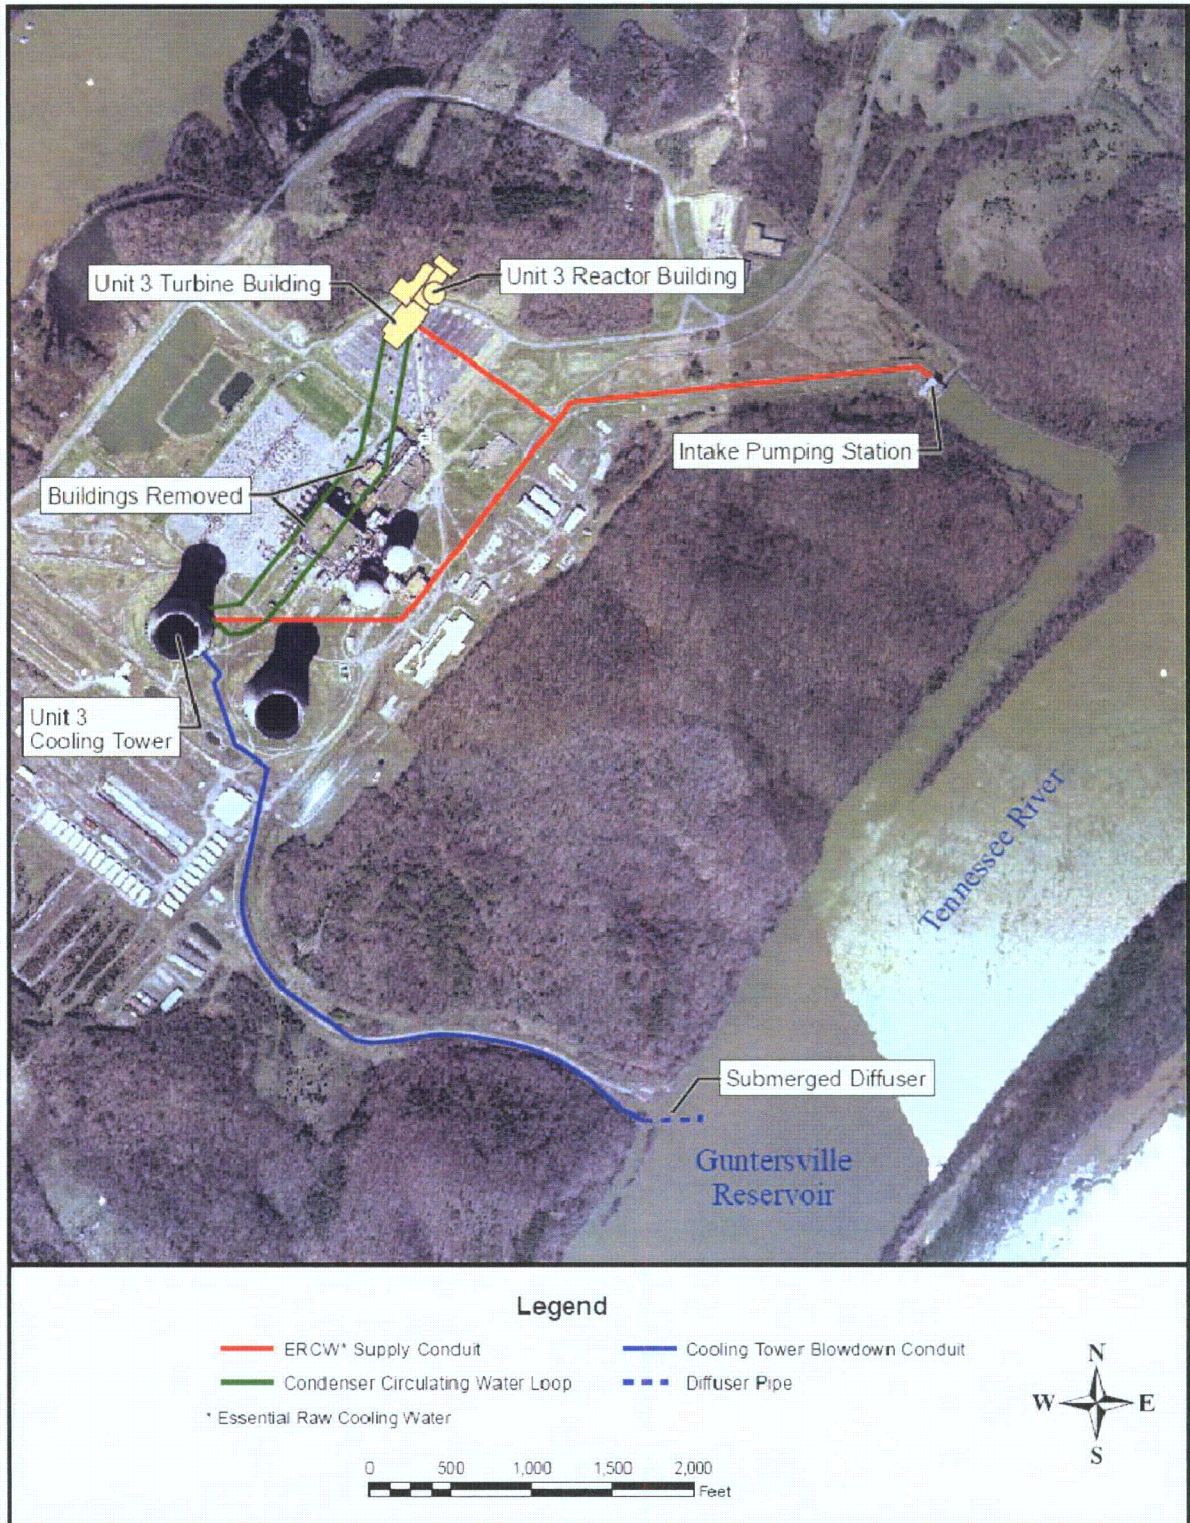 Unit 3 Turbine Building
Unit 3 Reactor Building
Intake Pumping Station
Buildings Removed
Unit 3
Cooling Tower
Tennessee River
Submerged Diffuser
Guntersville
Reservoir
Legend
ERCW* Supply Conduit
Cooling Tower Blowdown Conduit
Condenser Circulating Water Loop
Diffuser Pipe
* Essential Raw Cooling Water
N
W E
S
0 500 1,000 1,500 2,000
Feet